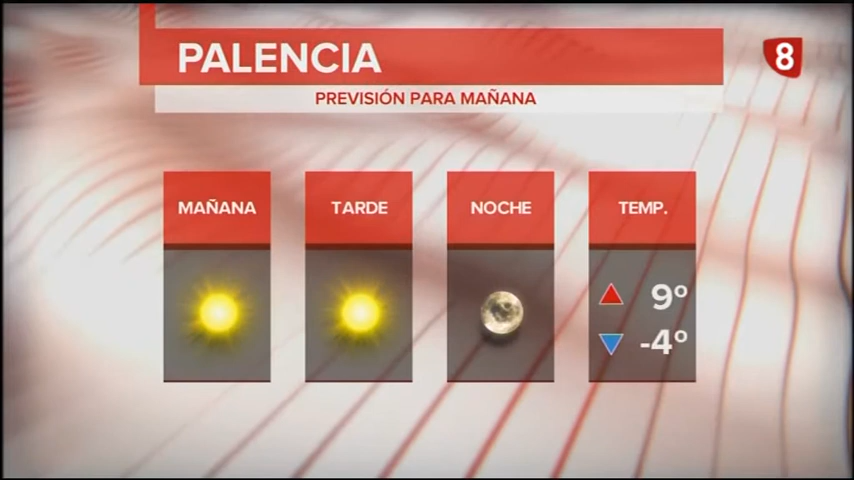 PALENCIA
8
PREVISIÓN PARA MAÑANA
MAÑANA
TARDE
NOCHE
TEMP.
9º
-4º